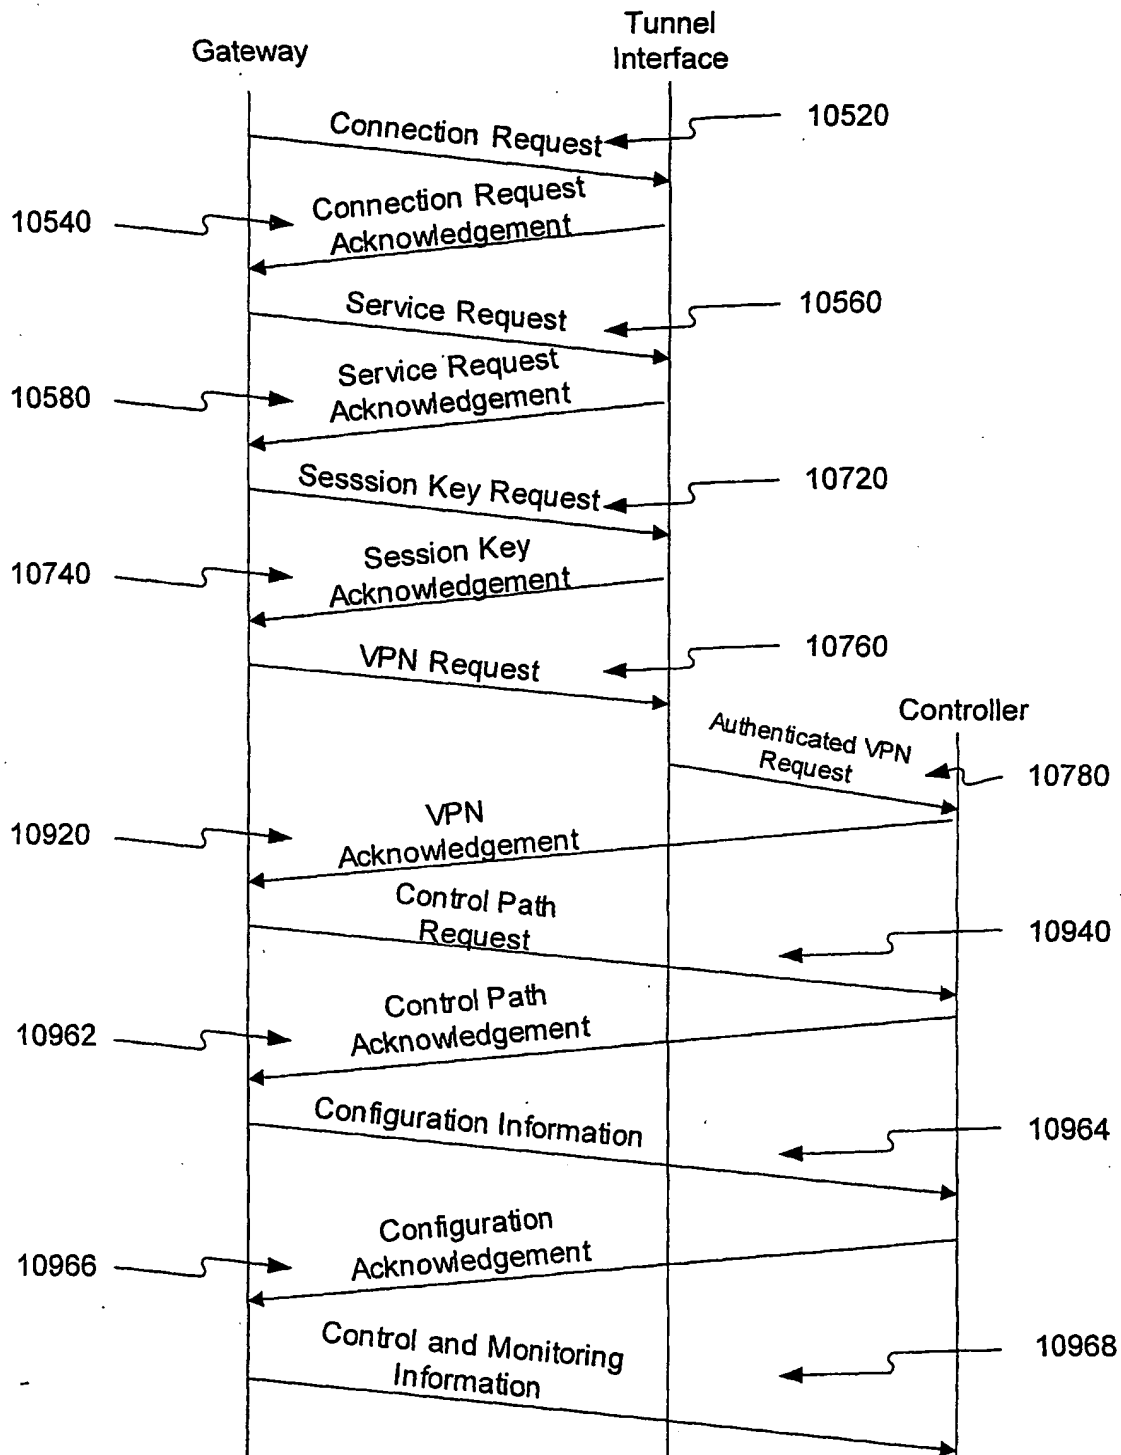 Tunnel
Interface
Gateway
10520
Connection Request
10540
Connection Request
Acknowledgement
10560
Service Request
10580
Service Request
Acknowledgement
10720
Sesssion Key Request
10740
Session Key
Acknowledgement
10760
VPN Request
Controller
Authenticated VPN
Request
10780
10920
VPN
Acknowledgement
Control Path
Request
10940
10962
Control Path
Acknowledgement
Configuration Information
10964
10966
Configuration
Acknowledgement
Control and Monitoring
Information
10968